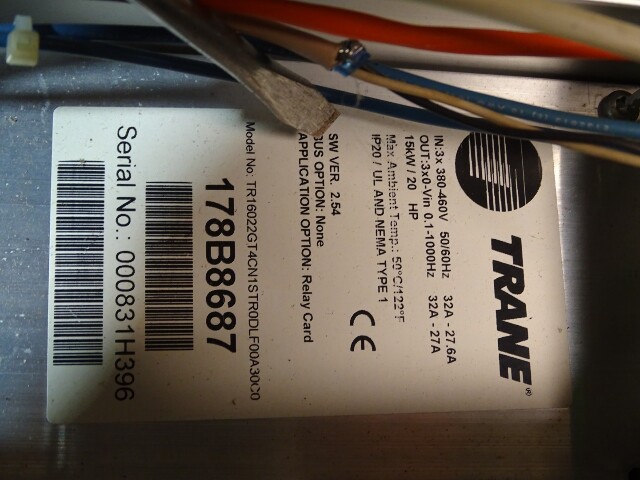 TRANE®
IN:3x 380-460V 50/60Hz 32A - 27.6A
OUT:3x0-Vin 0.1-1000Hz 32A - 27A
15kW / 20 HP
Max Ambient Temp.: 50°C/122°F
IP20 / UL AND NEMA TYPE 1
CE
SW VER. 2.54
BUS OPTION: None
APPLICATION OPTION: Relay Card
Model No: TR16022GT4CN1STR0DLF00A30C0
178B8687
Serial No.: 000831H396